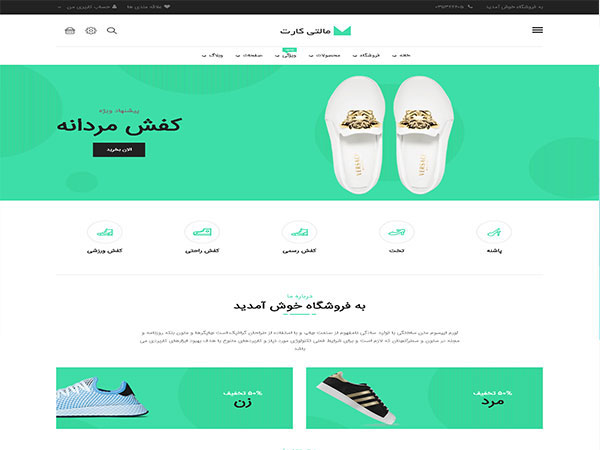 به فروشگاه خوش آمدید
علاقه مندی ها
حساب کاربری من
مالتی کارت
خانه
فروشگاه
محصولات
ویژگی
صفحات
وبلاگ
پیشنهاد ویژه
کفش مردانه
الان بخرید
VERSACE
VERSACE
پاشنه
تخت
کفش رسمی
کفش راحتی
کفش ورزشی
درباره ما
به فروشگاه خوش آمدید
لورم ایپسوم متن ساختگی با تولید سادگی نامفهوم از صنعت چاپ و با استفاده از طراحان گرافیک است چاپگرها و متون بلکه روزنامه و
مجله در ستون و سطرآنچنان که لازم است و برای شرایط فعلی تکنولوژی مورد نیاز و کاربردهای متنوع با هدف بهبود ابزارهای کاربردی می
باشد
۵۰% تخفیف
مرد
۵۰% تخفیف
زن